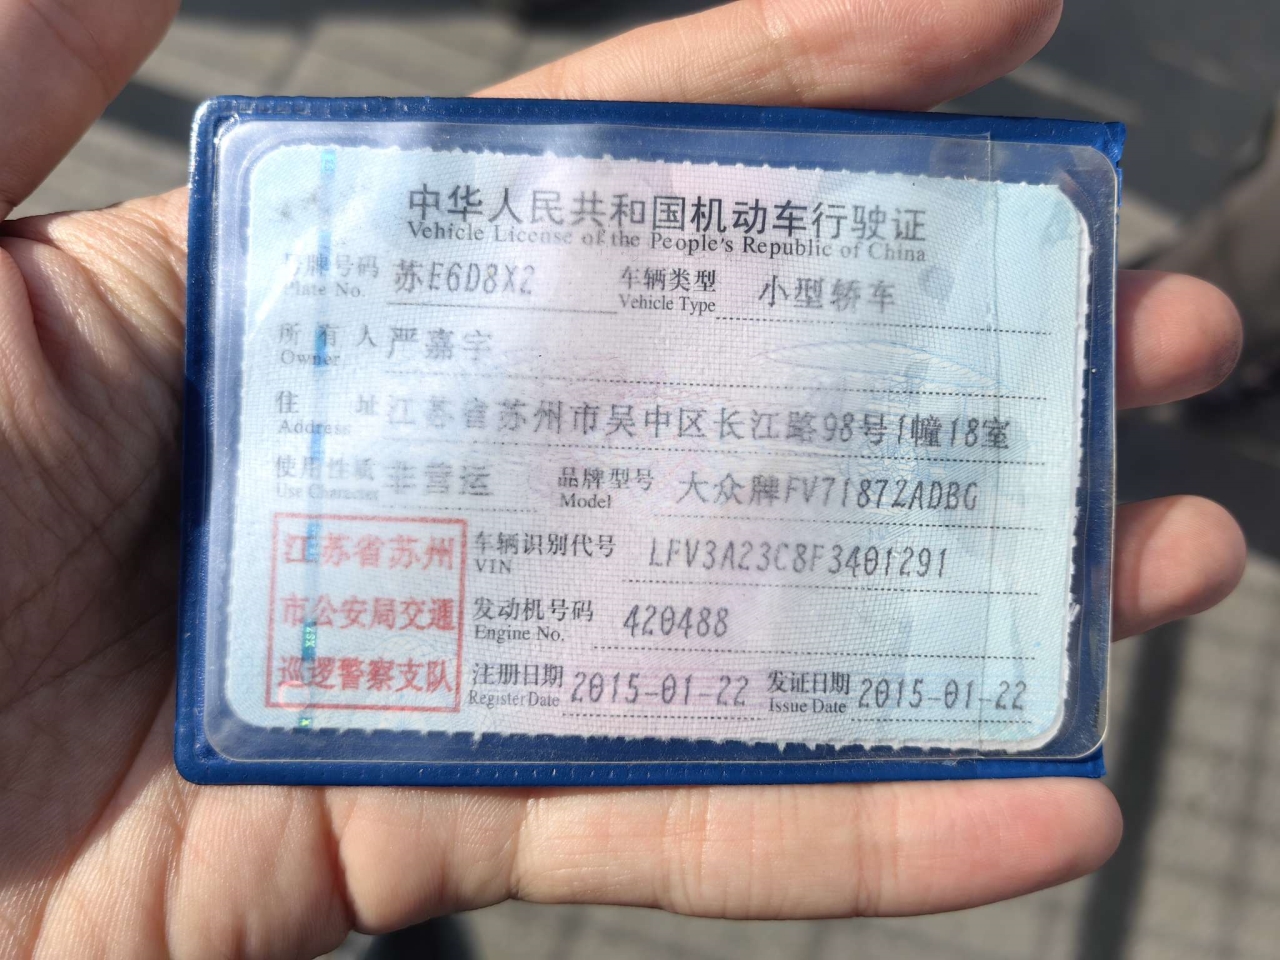 中华人民共和国机动车行驶证
Vehicle License of the People's Republic of China
号牌号码 苏E6D8X2 车辆类型 小型轿车
Plate No. Vehicle Type
所有人 严嘉宇
Owner
住址 江苏省苏州市吴中区长江路98号1幢18室
Address
使用性质 非营运 品牌型号 大众牌FV71872ADBG
Use Character Model
江苏省苏州
市公安局交通
巡逻警察支队
车辆识别代号 LFV3A23C8F3401291
VIN
发动机号码 420488
Engine No.
注册日期 2015-01-22 发证日期 2015-01-22
Register Date Issue Date